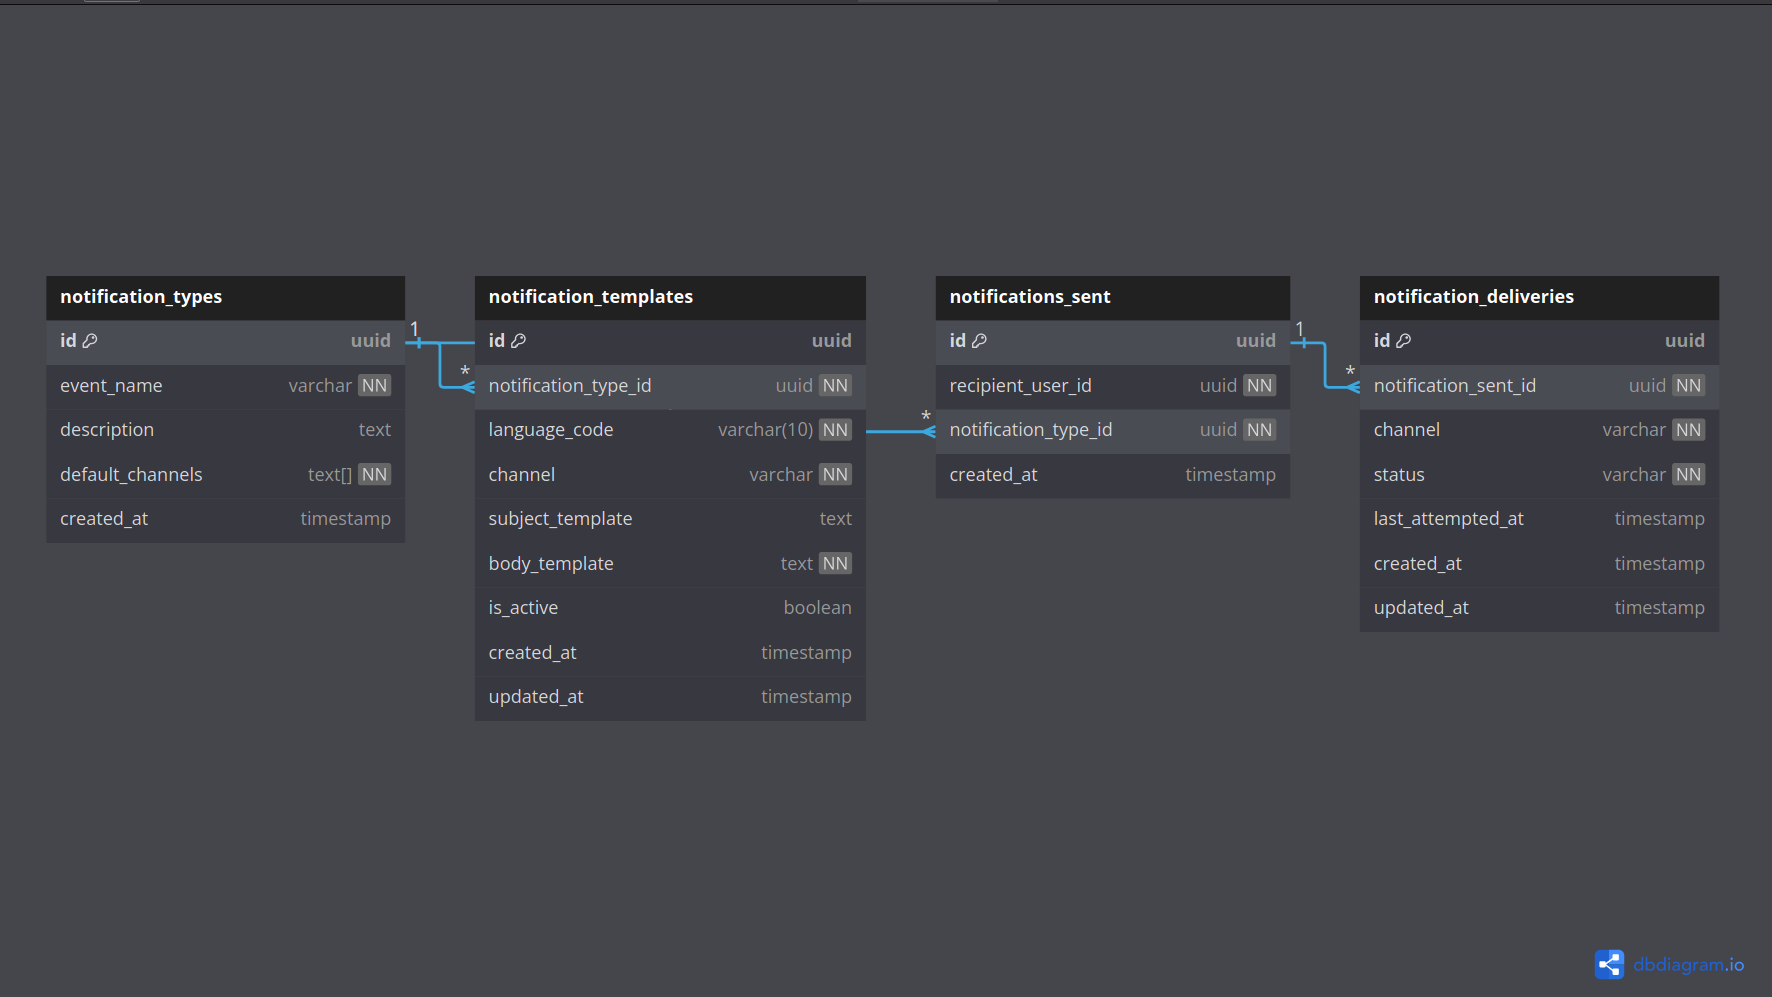 notification_types
id uuid
event_name varchar NN
description text
default_channels text[] NN
created_at timestamp
1
*
notification_templates
id uuid
notification_type_id uuid NN
language_code varchar(10) NN
channel varchar NN
subject_template text
body_template text NN
is_active boolean
created_at timestamp
updated_at timestamp
*
notifications_sent
id uuid
recipient_user_id uuid NN
notification_type_id uuid NN
created_at timestamp
1
*
notification_deliveries
id uuid
notification_sent_id uuid NN
channel varchar NN
status varchar NN
last_attempted_at timestamp
created_at timestamp
updated_at timestamp
dbdiagram.io